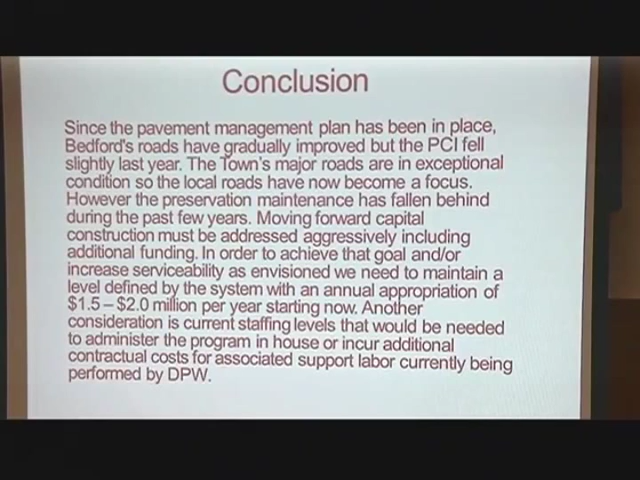 Conclusion
Since the pavement management plan has been in place,
Bedford's roads have gradually improved but the PCI fell
slightly last year. The Town's major roads are in exceptional
condition so the local roads have now become a focus.
However the preservation maintenance has fallen behind
during the past few years. Moving forward capital
construction must be addressed aggressively including
additional funding. In order to achieve that goal and/or
increase serviceability as envisioned we need to maintain a
level defined by the system with an annual appropriation of
$1.5 – $2.0 million per year starting now. Another
consideration is current staffing levels that would be needed
to administer the program in house or incur additional
contractual costs for associated support labor currently being
performed by DPW.